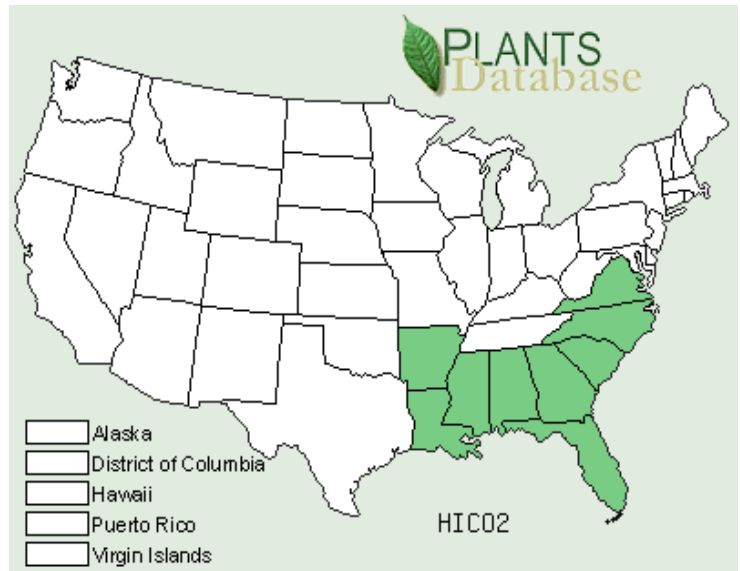 PLANTS
Database
Alaska
District of Columbia
Hawaii
Puerto Rico
Virgin Islands
HICO2